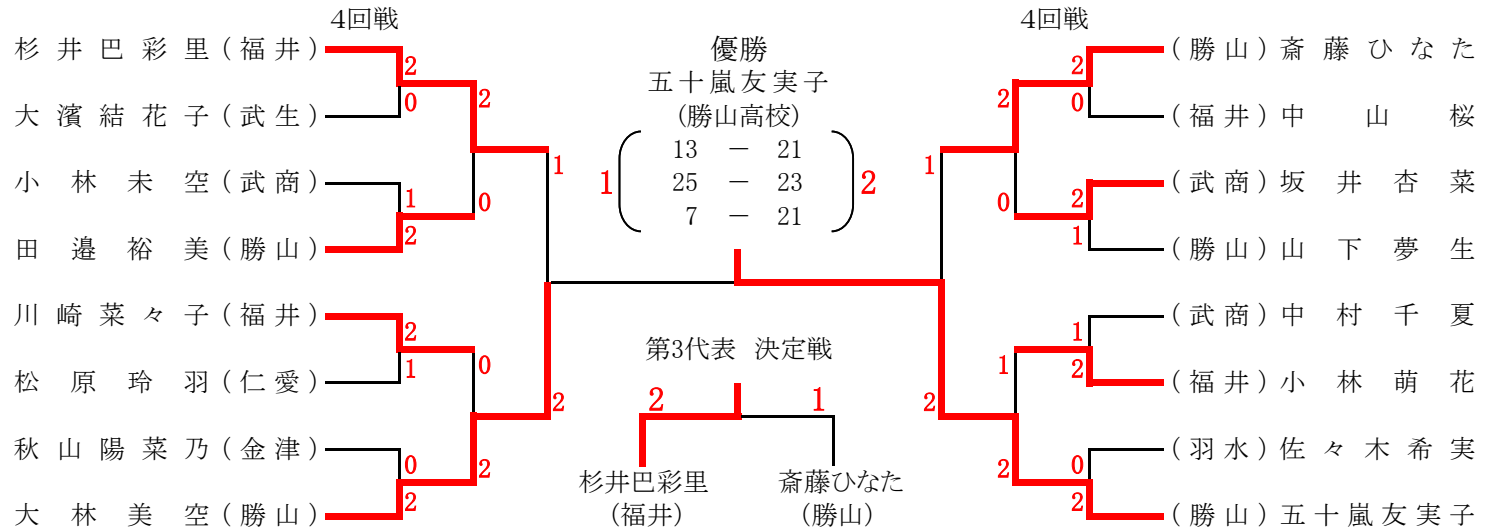 4回戦
杉井巴彩里(福井)
2
0
大濱結花子(武生)
2
小林未空(武商)
1
0
2
田邉裕美(勝山)
1
川崎菜々子(福井)
2
1
松原玲羽(仁愛)
0
秋山陽菜乃(金津)
0
2
2
大林美空(勝山)
2
優勝
五十嵐友実子
(勝山高校)
13 － 21
1 25 － 23 2
7 － 21
第3代表 決定戦
2 1
杉井巴彩里 斎藤ひなた
(福井) (勝山)
4回戦
(勝山)斎藤ひなた
2
0
(福井)中山桜
2
(武商)坂井杏菜
2
0
1
(勝山)山下夢生
1
(武商)中村千夏
1
2
(福井)小林萌花
1
(羽水)佐々木希実
0
2
2
(勝山)五十嵐友実子
2